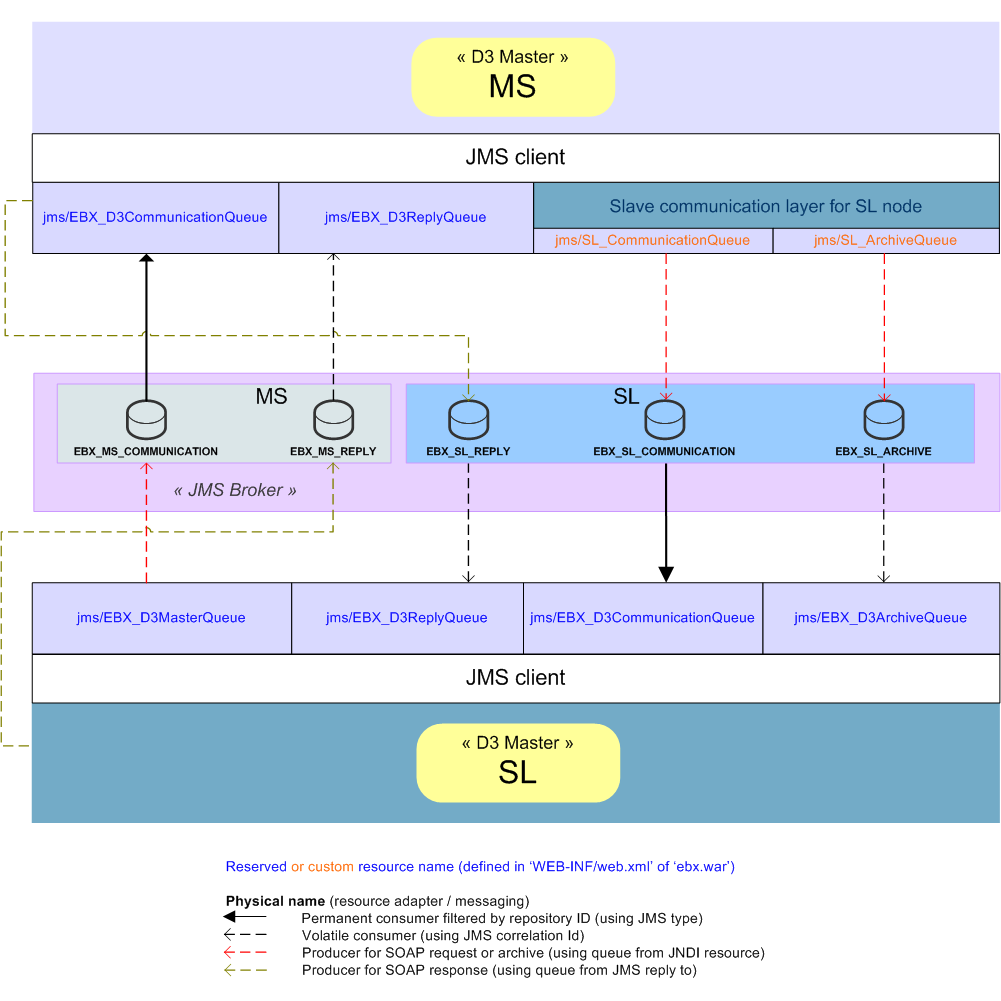 « D3 Master »
MS
JMS client
jms/EBX_D3CommunicationQueue
jms/EBX_D3ReplyQueue
Slave communication layer for SL node
jms/SL_CommunicationQueue
jms/SL_ArchiveQueue
MS
SL
EBX_MS_COMMUNICATION
EBX_MS_REPLY
EBX_SL_REPLY
EBX_SL_COMMUNICATION
EBX_SL_ARCHIVE
« JMS Broker »
jms/EBX_D3MasterQueue
jms/EBX_D3ReplyQueue
jms/EBX_D3CommunicationQueue
jms/EBX_D3ArchiveQueue
JMS client
« D3 Master »
SL
Reserved or custom resource name (defined in ‘WEB-INF/web.xml’ of ‘ebx.war’)
Physical name (resource adapter / messaging)
Permanent consumer filtered by repository ID (using JMS type)
Volatile consumer (using JMS correlation Id)
Producer for SOAP request or archive (using queue from JNDI resource)
Producer for SOAP response (using queue from JMS reply to)